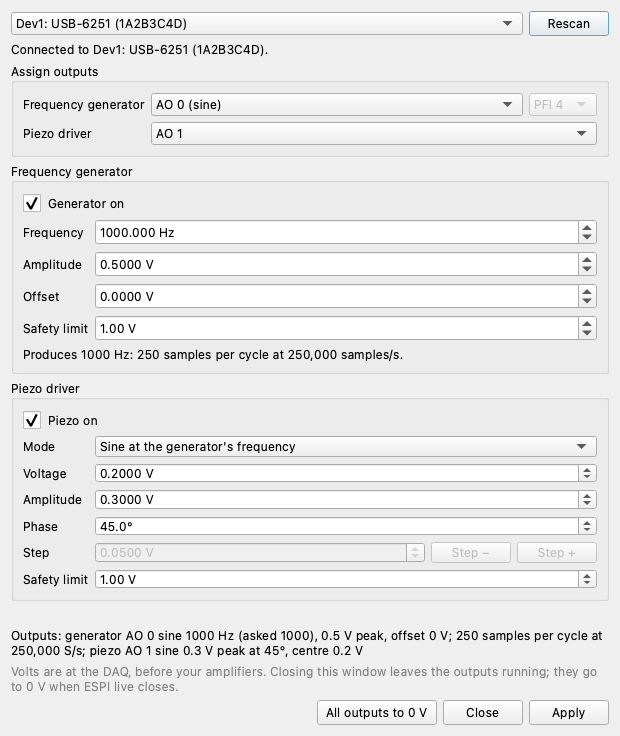 Dev1: USB-6251 (1A2B3C4D)
Rescan
Connected to Dev1: USB-6251 (1A2B3C4D).
Assign outputs
Frequency generator AO 0 (sine) PFI 4
Piezo driver AO 1
Frequency generator
Generator on
Frequency 1000.000 Hz
Amplitude 0.5000 V
Offset 0.0000 V
Safety limit 1.00 V
Produces 1000 Hz: 250 samples per cycle at 250,000 samples/s.
Piezo driver
Piezo on
Mode Sine at the generator's frequency
Voltage 0.2000 V
Amplitude 0.3000 V
Phase 45.0°
Step 0.0500 V Step − Step +
Safety limit 1.00 V
Outputs: generator AO 0 sine 1000 Hz (asked 1000), 0.5 V peak, offset 0 V; 250 samples per cycle at
250,000 S/s; piezo AO 1 sine 0.3 V peak at 45°, centre 0.2 V
Volts are at the DAQ, before your amplifiers. Closing this window leaves the outputs running; they go
to 0 V when ESPI live closes.
All outputs to 0 V Close Apply